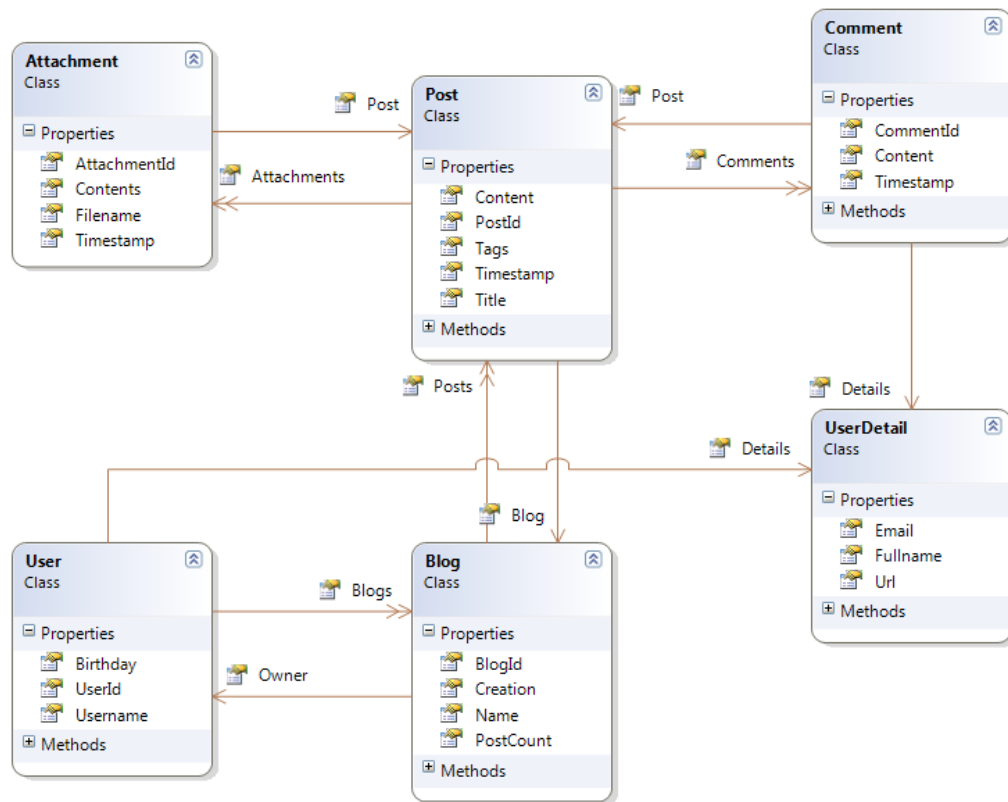 Attachment
Class
Properties
AttachmentId
Contents
Filename
Timestamp
Post
Attachments
Post
Class
Properties
Content
PostId
Tags
Timestamp
Title
Methods
Post
Comments
Comment
Class
Properties
CommentId
Content
Timestamp
Methods
Posts
Details
Details
Blog
UserDetail
Class
Properties
Email
Fullname
Url
Methods
User
Class
Properties
Birthday
UserId
Username
Methods
Blogs
Owner
Blog
Class
Properties
BlogId
Creation
Name
PostCount
Methods